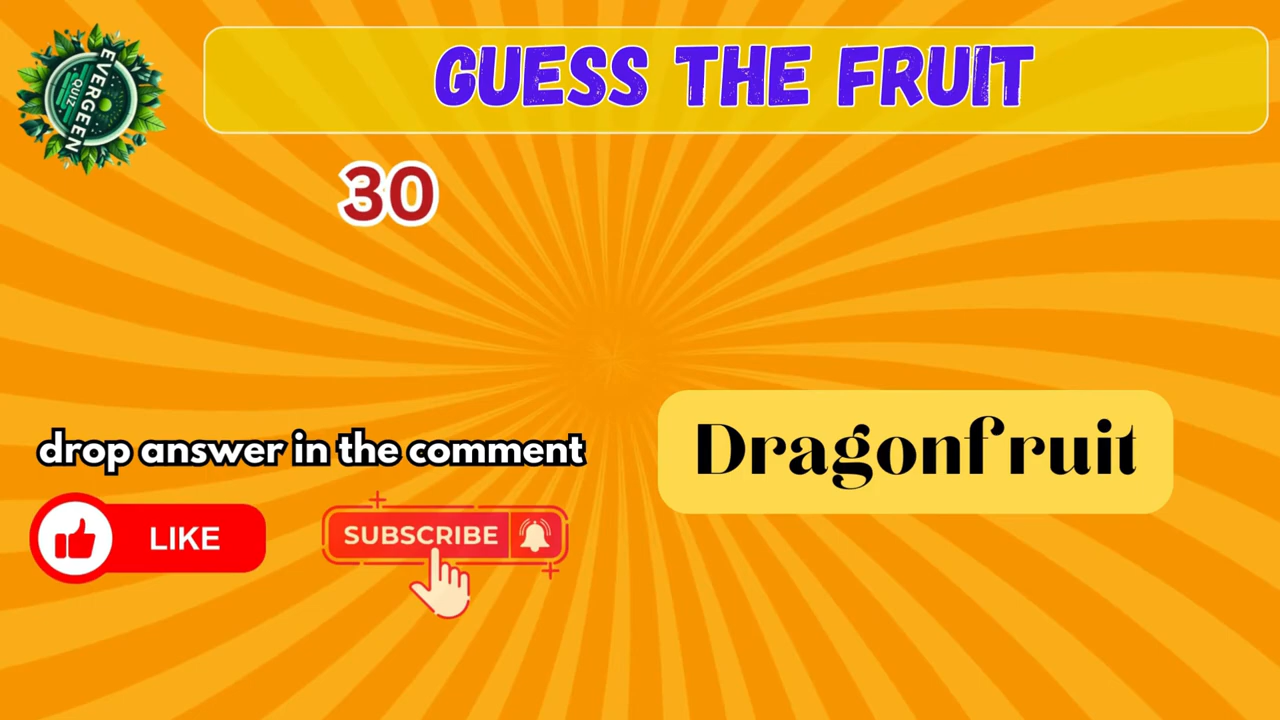 EVERGEEN
QUIZ
GUESS THE FRUIT
30
drop answer in the comment
Dragonfruit
LIKE
SUBSCRIBE